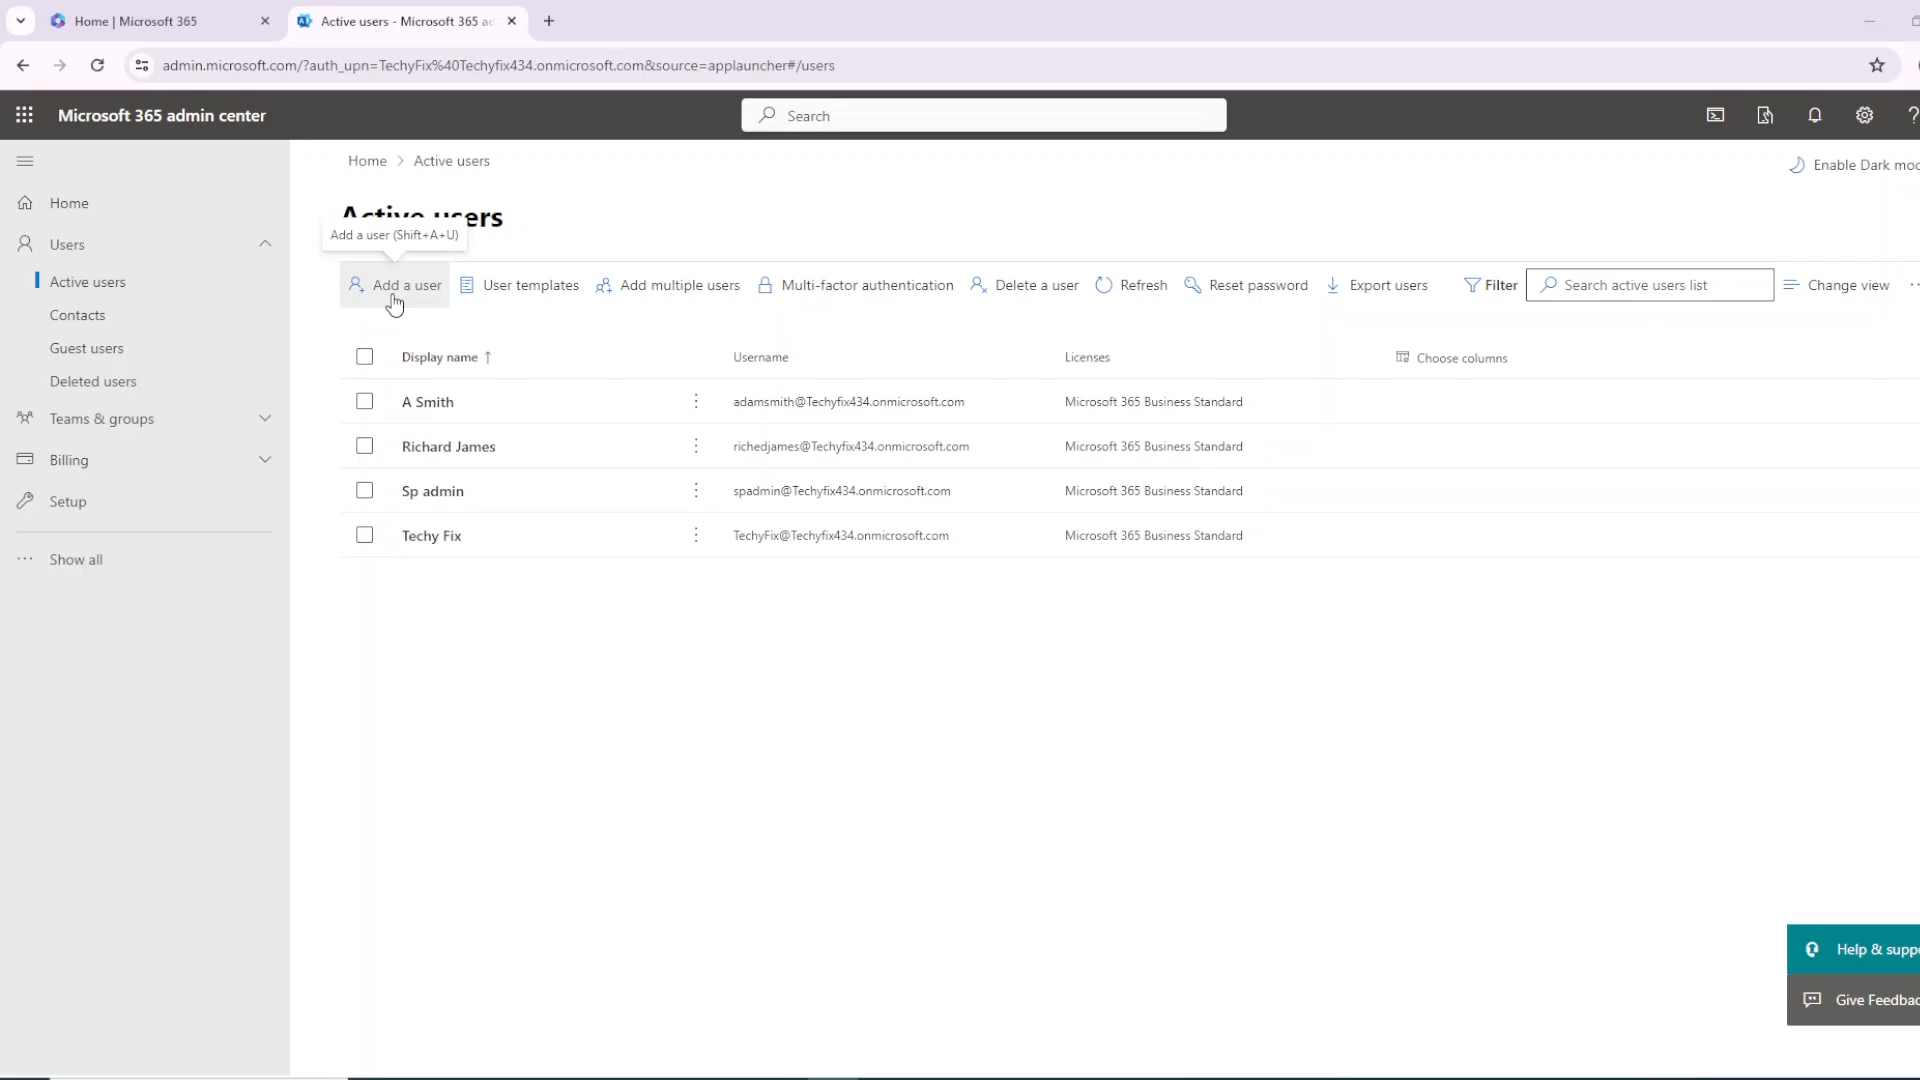 Home | Microsoft 365
Active users - Microsoft 365 ad
admin.microsoft.com/?auth_upn=TechyFix%40Techyfix434.onmicrosoft.com&source=applauncher#/users
Microsoft 365 admin center
Search
Home > Active users
Enable Dark mod
Home
Active users
Users
Add a user (Shift+A+U)
Active users
Add a user
User templates
Add multiple users
Multi-factor authentication
Delete a user
Refresh
Reset password
Export users
Filter
Search active users list
Change view
Contacts
Guest users
Deleted users
Teams & groups
Billing
Setup
Show all
Display name ↑ Username Licenses Choose columns
A Smith adamsmith@Techyfix434.onmicrosoft.com Microsoft 365 Business Standard
Richard James richedjames@Techyfix434.onmicrosoft.com Microsoft 365 Business Standard
Sp admin spadmin@Techyfix434.onmicrosoft.com Microsoft 365 Business Standard
Techy Fix TechyFix@Techyfix434.onmicrosoft.com Microsoft 365 Business Standard
Help & suppo
Give Feedbac